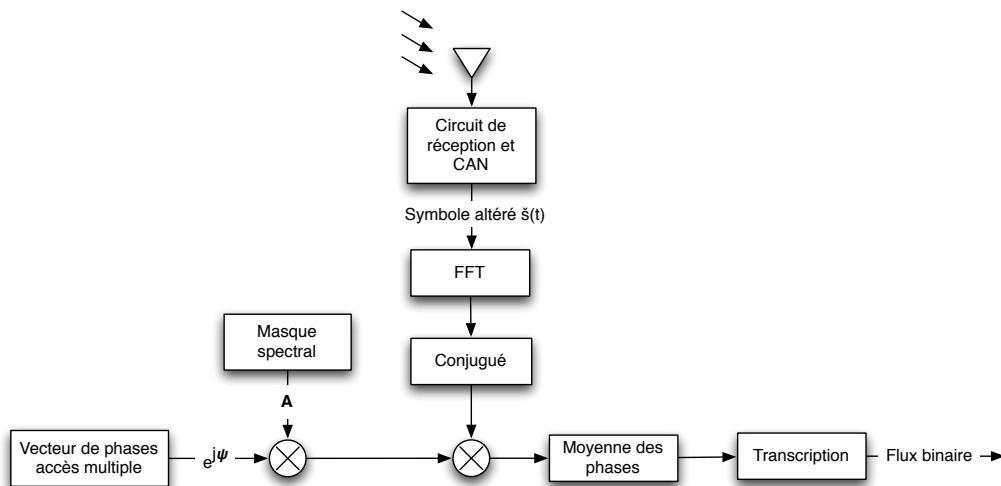 Circuit de
réception et
CAN
Symbole altéré š(t)
FFT
Masque
spectral
Conjugué
A
Vecteur de phases
accès multiple
e^jψ
Moyenne des
phases
Transcription
Flux binaire